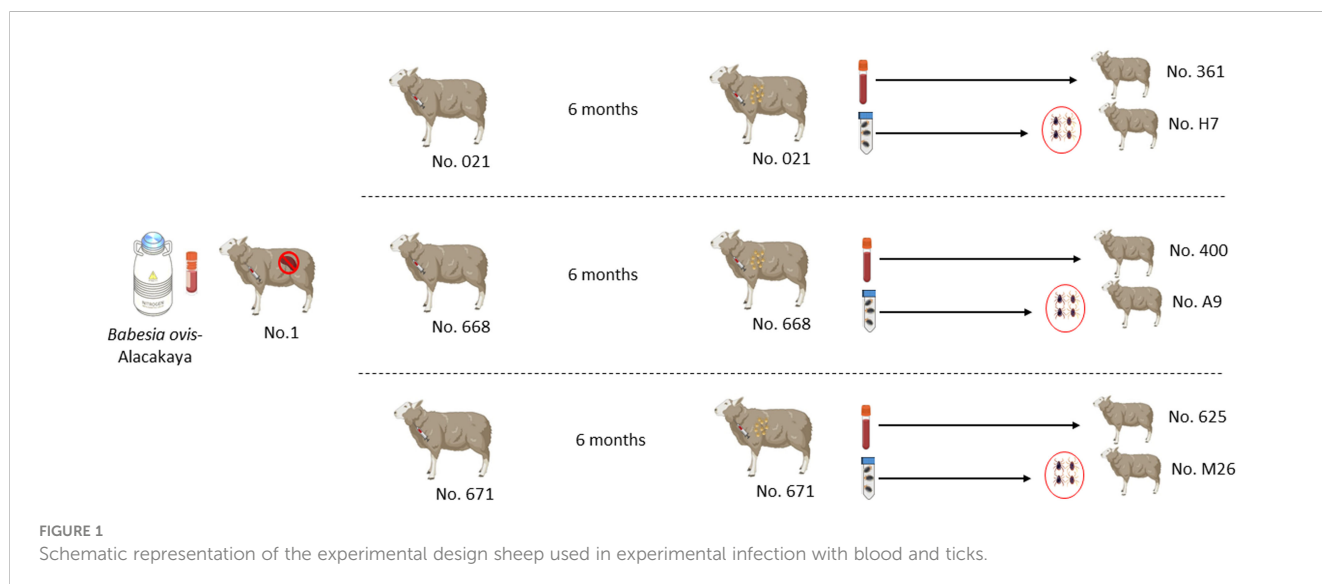 No. 361
6 months
No. H7
No. 021
No. 021
No. 400
6 months
No. A9
NITROGEN
No.1
No. 668
No. 668
Babesia ovis-
Alacakaya
No. 625
6 months
No. M26
No. 671
No. 671
FIGURE 1
Schematic representation of the experimental design sheep used in experimental infection with blood and ticks.